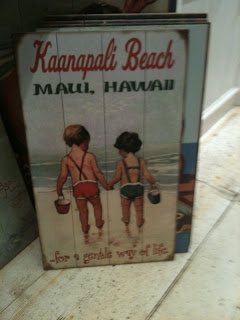 Kaanapali Beach
MAUI, HAWAII
...for a gentle way of life.